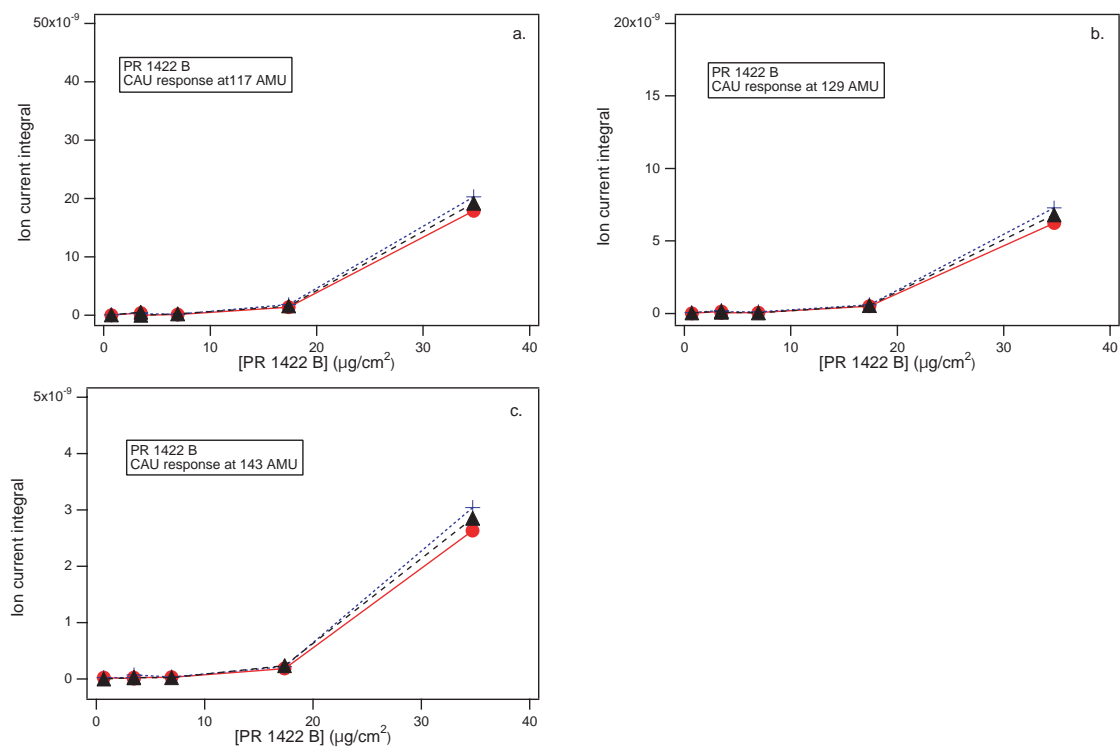 a.
50x10⁻⁹
40
30
20
10
0
Ion current integral
PR 1422 B
CAU response at117 AMU
0
10
20
30
40
[PR 1422 B] (µg/cm²)
b.
20x10⁻⁹
15
10
5
0
Ion current integral
PR 1422 B
CAU response at 129 AMU
0
10
20
30
40
[PR 1422 B] (µg/cm²)
c.
5x10⁻⁹
4
3
2
1
0
Ion current integral
PR 1422 B
CAU response at 143 AMU
0
10
20
30
40
[PR 1422 B] (µg/cm²)